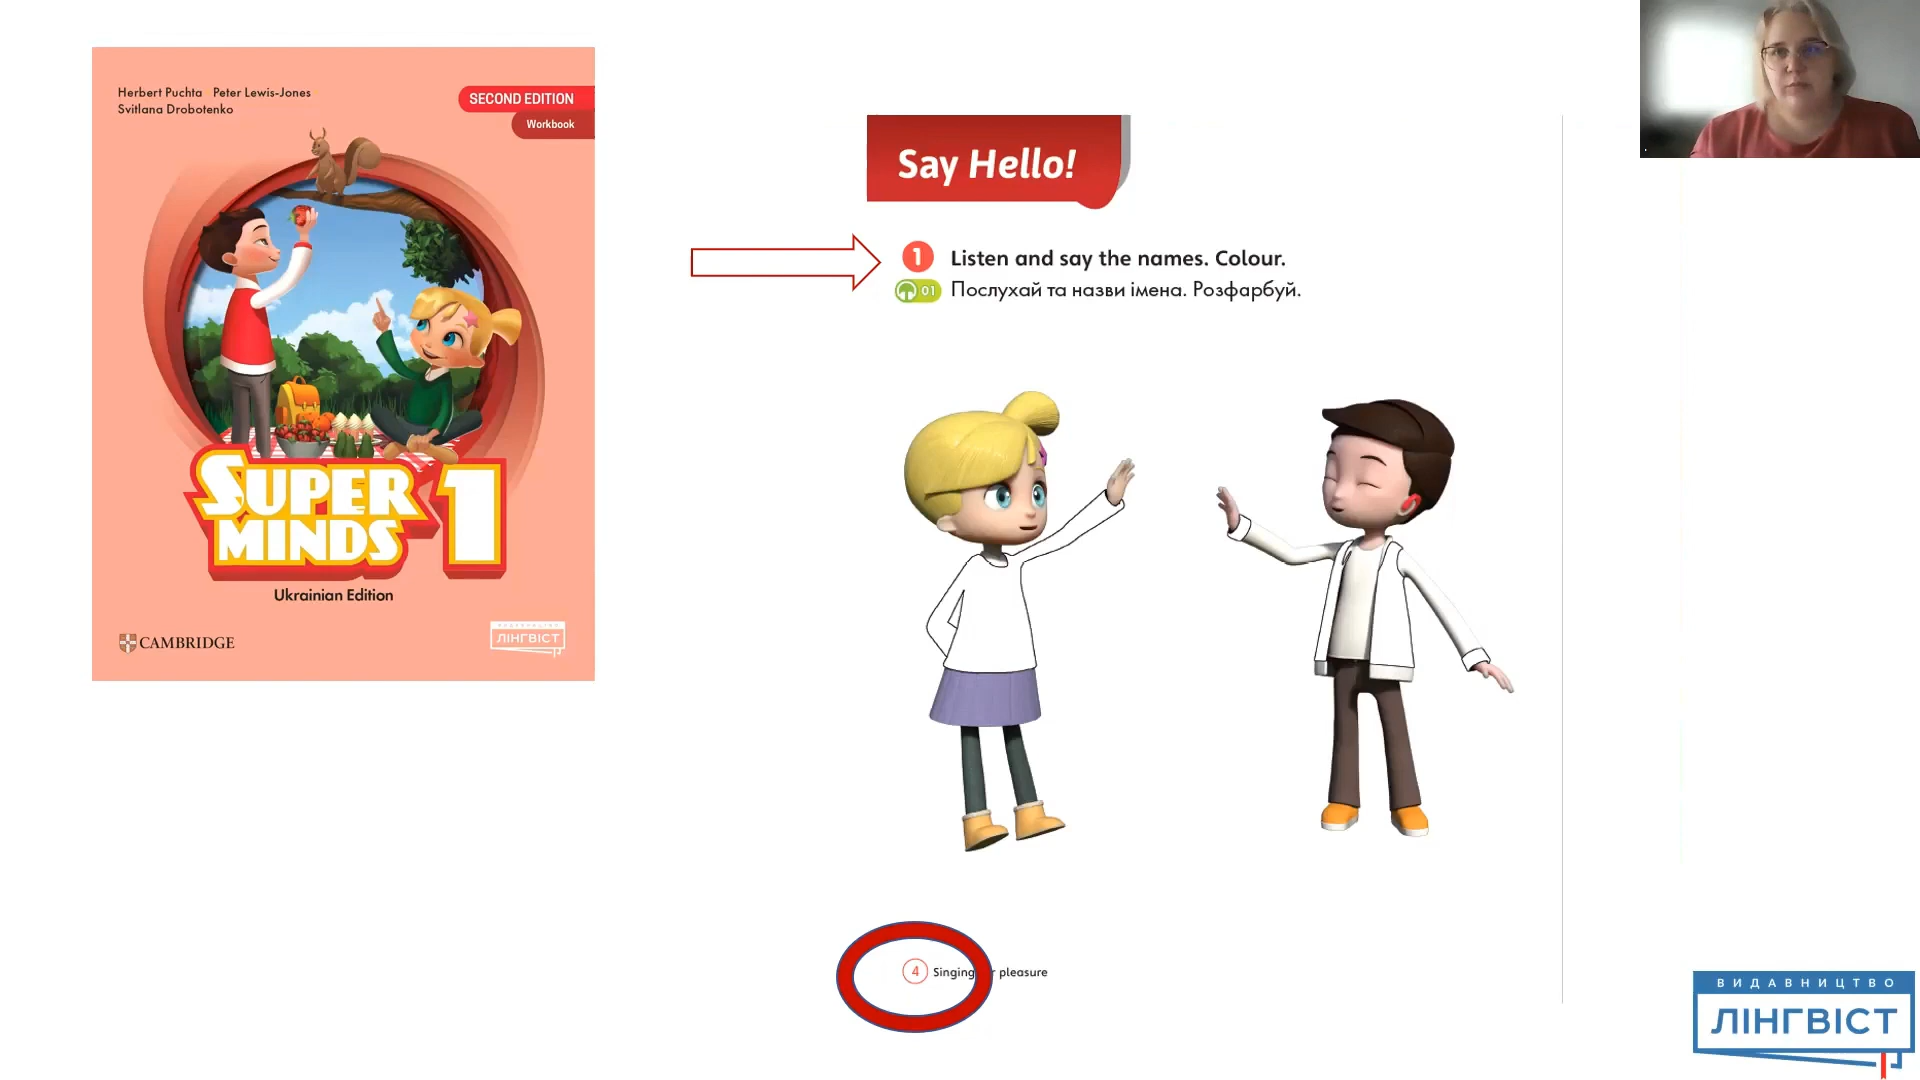 Herbert Puchta Peter Lewis-Jones
Svitlana Drobotenko
SECOND EDITION
Workbook
SUPER
MINDS 1
Ukrainian Edition
CAMBRIDGE
ВИДАВНИЦТВО
ЛІНГВІСТ
Say Hello!
1 Listen and say the names. Colour.
01 Послухай та назви імена. Розфарбуй.
4 Singing pleasure
ВИДАВНИЦТВО
ЛІНГВІСТ